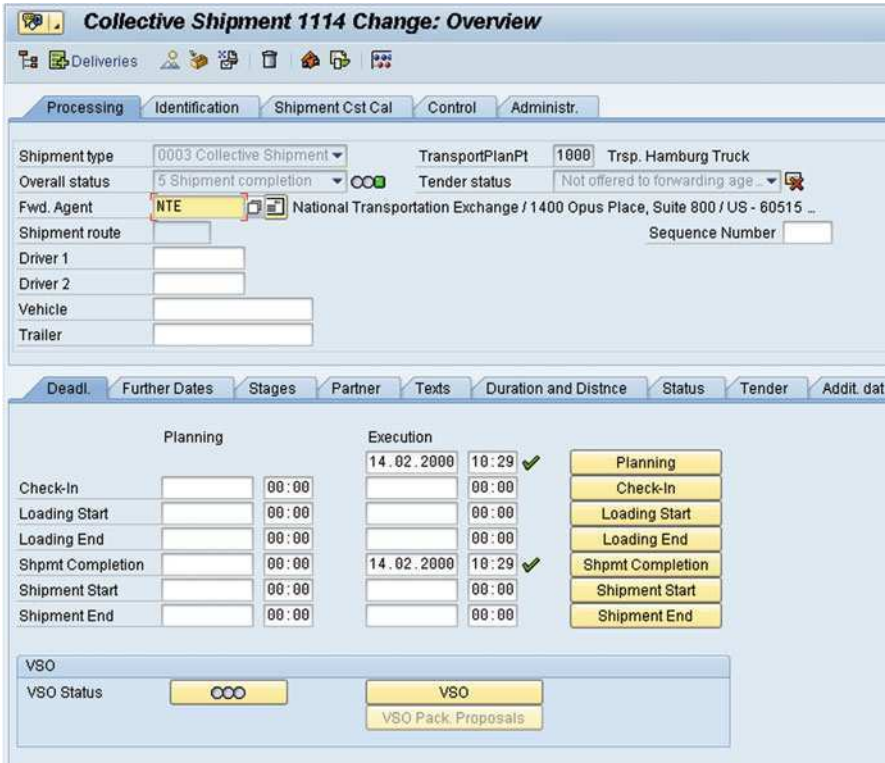 Collective Shipment 1114 Change: Overview
Deliveries
Processing Identification Shipment Cst Cal Control Administr.
Shipment type 0003 Collective Shipment TransportPlanPt 1000 Trsp. Hamburg Truck
Overall status 5 Shipment completion Tender status Not offered to forwarding age...
Fwd. Agent NTE National Transportation Exchange / 1400 Opus Place, Suite 800 / US - 60515 ...
Shipment route Sequence Number
Driver 1
Driver 2
Vehicle
Trailer
Deadl. Further Dates Stages Partner Texts Duration and Distnce Status Tender Addit. dat
Planning Execution
14.02.2000 10:29 Planning
Check-In 00:00 00:00 Check-In
Loading Start 00:00 00:00 Loading Start
Loading End 00:00 00:00 Loading End
Shpmt Completion 00:00 14.02.2000 10:29 Shpmt Completion
Shipment Start 00:00 00:00 Shipment Start
Shipment End 00:00 00:00 Shipment End
VSO
VSO Status VSO
VSO Pack. Proposals